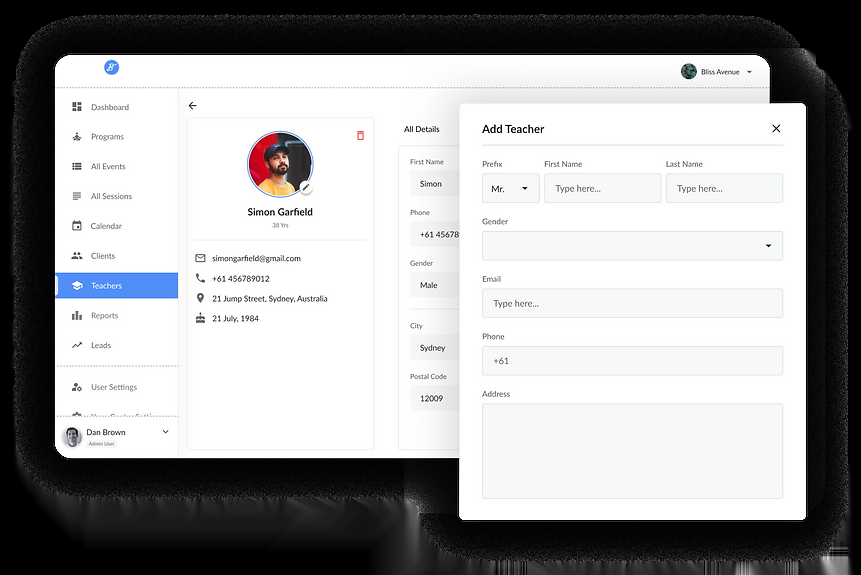 Bliss Avenue
Dashboard
Programs
All Events
All Sessions
Calendar
Clients
Teachers
Reports
Leads
User Settings
Dan Brown
Admin User
Simon Garfield
38 Yrs
simongarfield@gmail.com
+61 456789012
21 Jump Street, Sydney, Australia
21 July, 1984
All Details
First Name
Simon
Phone
+61 45678
Gender
Male
City
Sydney
Postal Code
12009
Add Teacher
Prefix First Name Last Name
Mr. Type here... Type here...
Gender
Email
Type here...
Phone
+61
Address